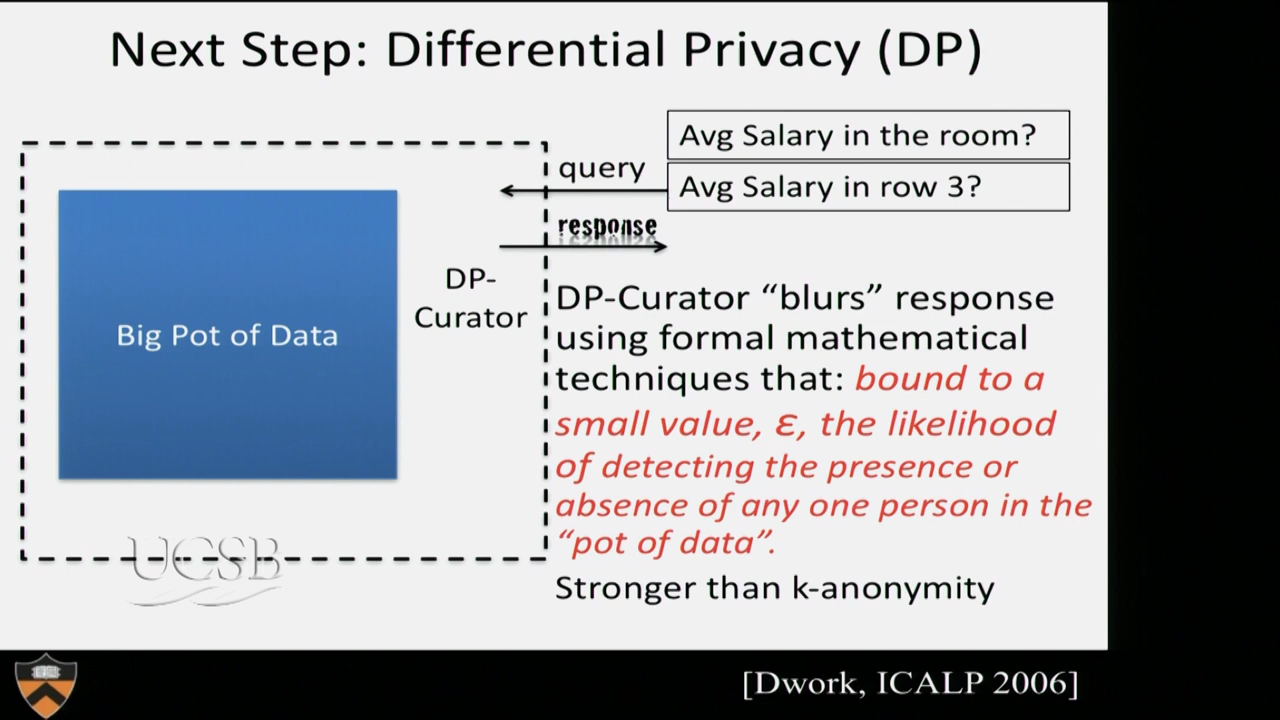 Next Step: Differential Privacy (DP)
Avg Salary in the room?
query
Avg Salary in row 3?
response
DP-
Curator
Big Pot of Data
DP-Curator “blurs” response
using formal mathematical
techniques that: bound to a
small value, ε, the likelihood
of detecting the presence or
absence of any one person in the
“pot of data”.
Stronger than k-anonymity
UCSB
[Dwork, ICALP 2006]